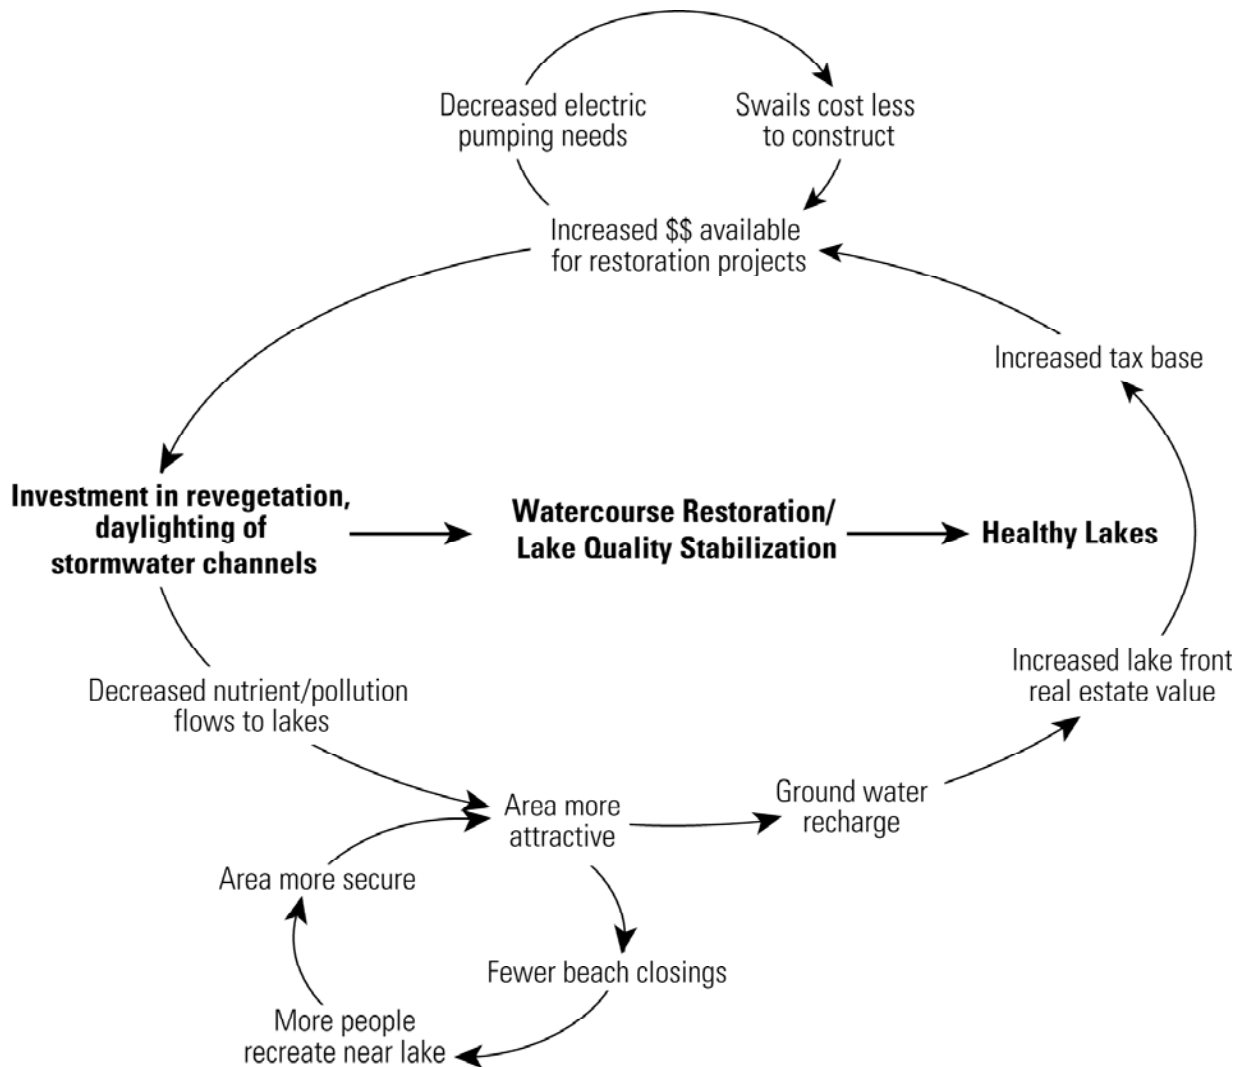 Decreased electric
pumping needs
Swails cost less
to construct
Increased $$ available
for restoration projects
Increased tax base
Investment in revegetation,
daylighting of
stormwater channels
Watercourse Restoration/
Lake Quality Stabilization
Healthy Lakes
Increased lake front
real estate value
Decreased nutrient/pollution
flows to lakes
Ground water
recharge
Area more
attractive
Area more secure
Fewer beach closings
More people
recreate near lake